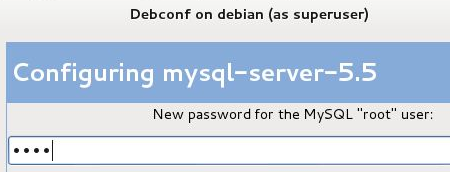 Debconf on debian (as superuser)
Configuring mysql-server-5.5
New password for the MySQL "root" user:
••••